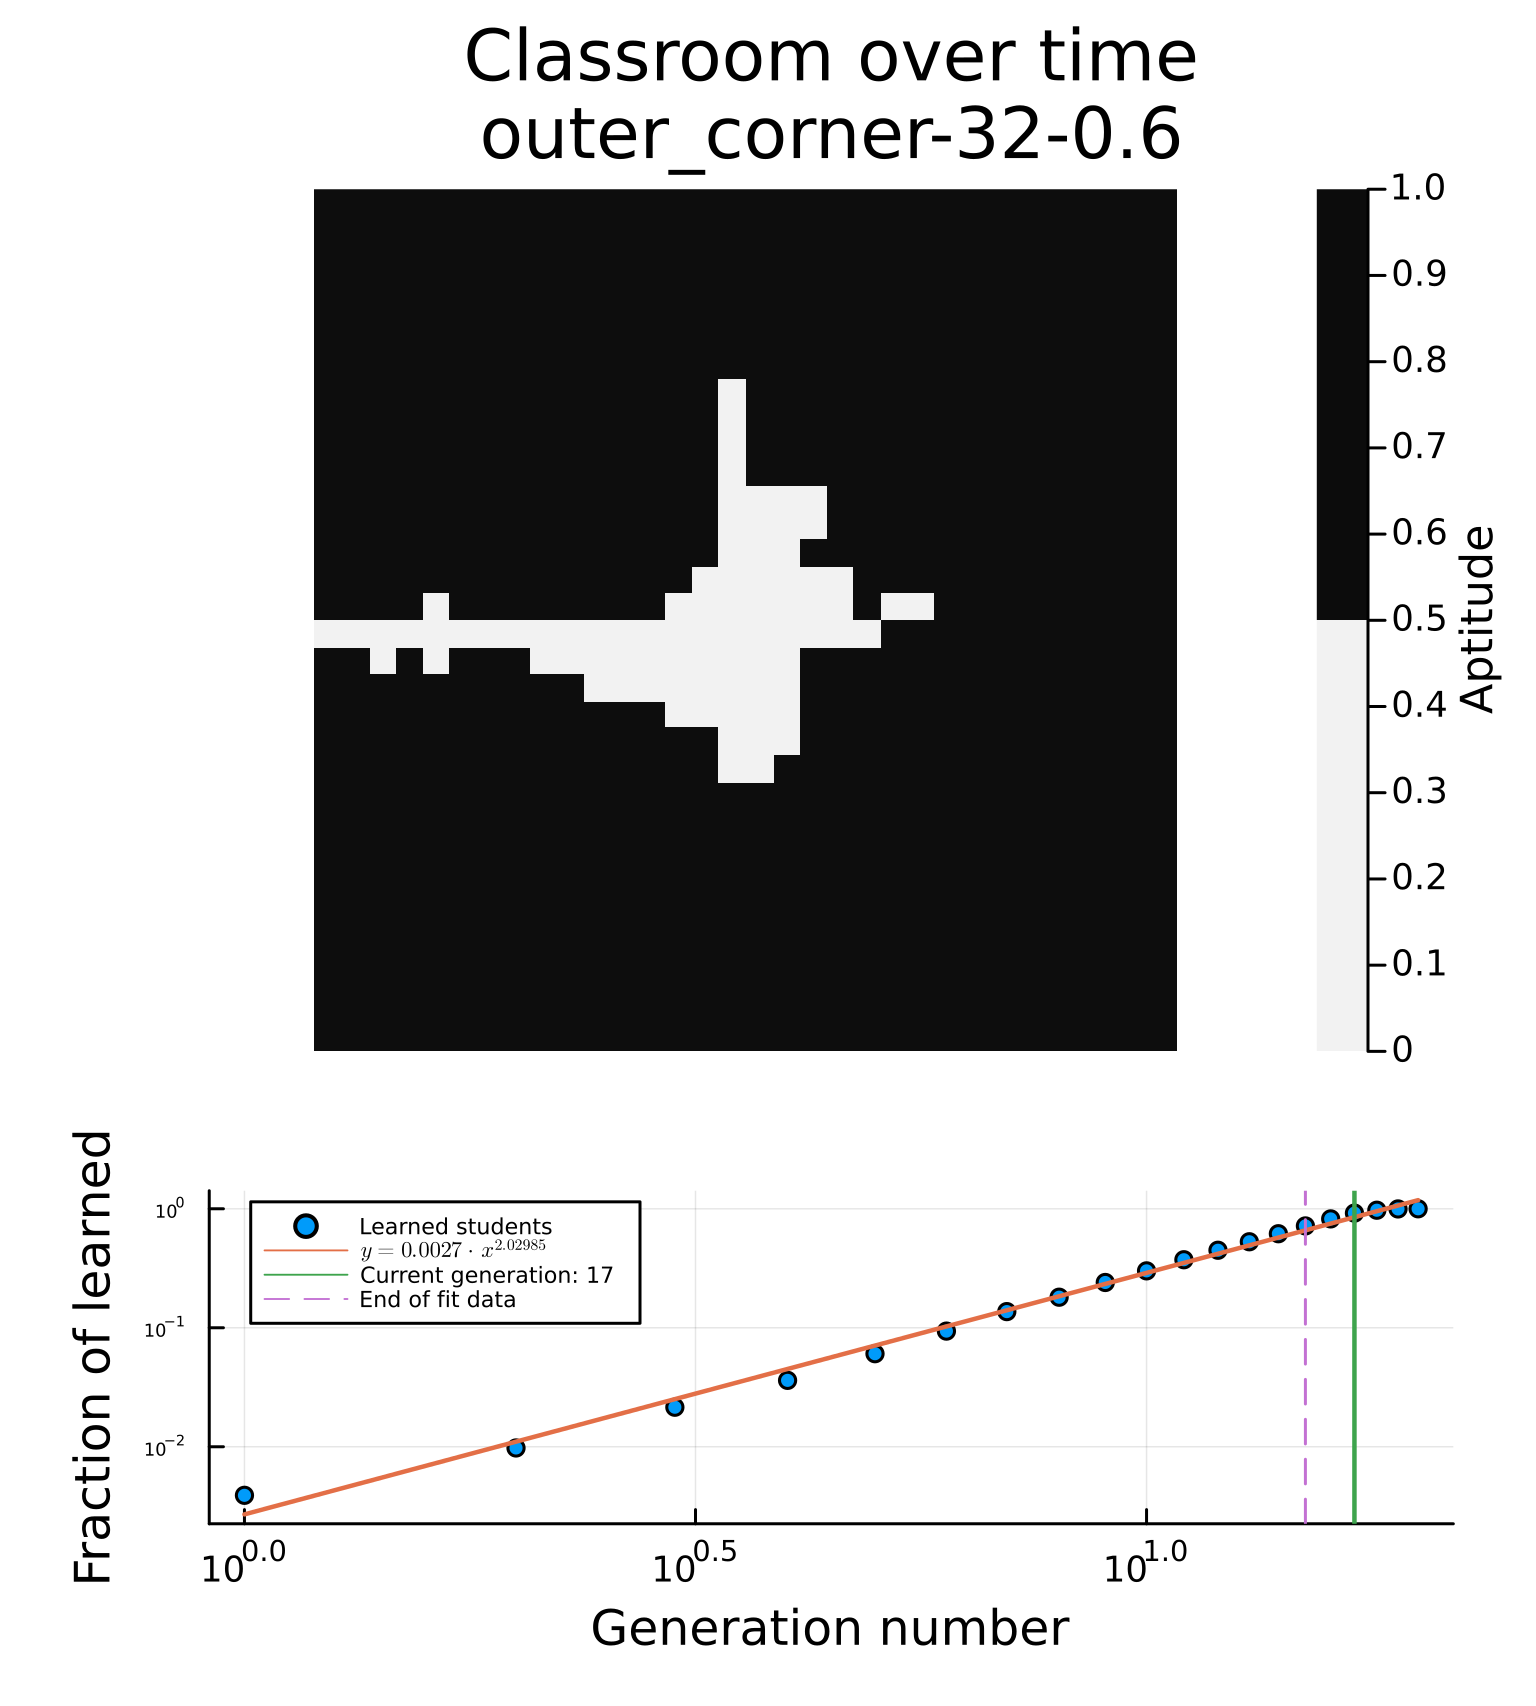 Classroom over time
outer_corner-32-0.6
1.0
0.9
0.8
0.7
0.6
0.5
0.4
0.3
0.2
0.1
0
Aptitude
Fraction of learned
10⁰
10⁻¹
10⁻²
Learned students
y = 0.0027 · x^2.02985
Current generation: 17
End of fit data
10^0.0
10^0.5
10^1.0
Generation number